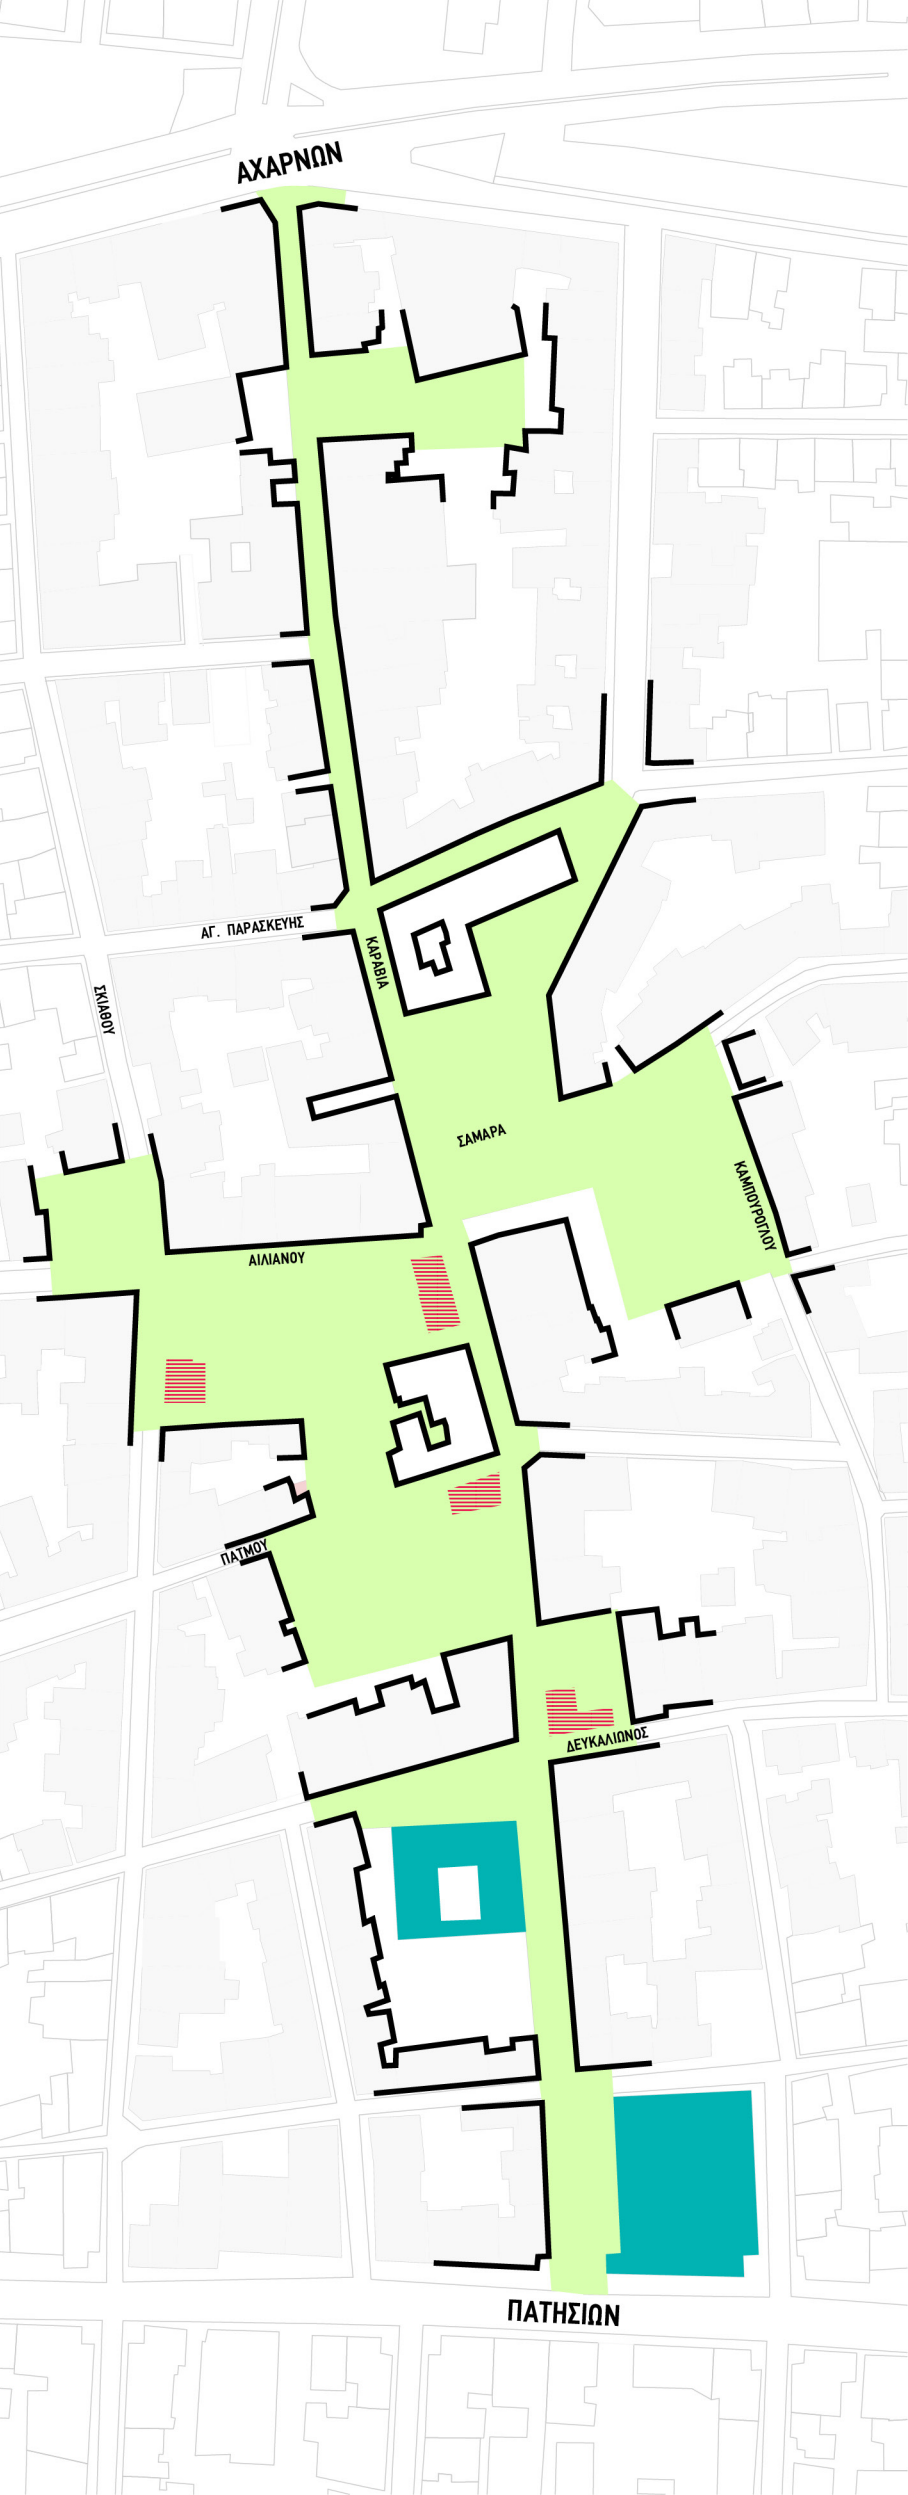 ΑΧΑΡΝΩΝ
ΑΓ. ΠΑΡΑΣΚΕΥΗΣ
ΚΑΡΑΒΙΑ
ΣΚΙΑΘΟΥ
ΣΑΜΑΡΑ
ΚΑΜΠΟΥΡΟΓΛΟΥ
ΑΙΛΙΑΝΟΥ
ΠΑΤΜΟΥ
ΔΕΥΚΑΛΙΩΝΟΣ
ΠΑΤΗΣΙΩΝ